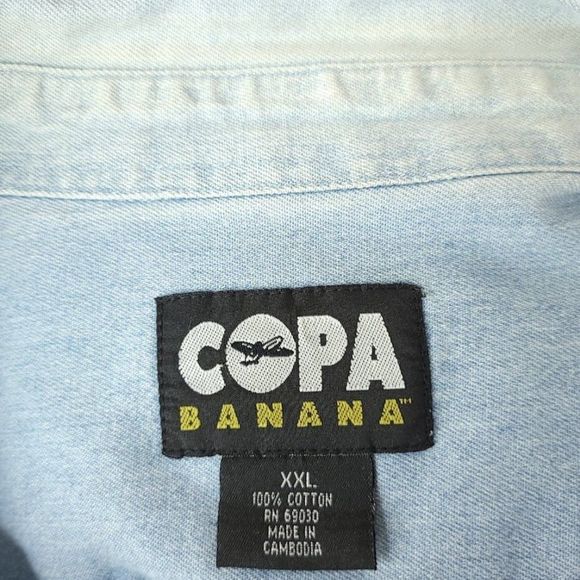 COPA
BANANA™
XXL
100% COTTON
RN 69030
MADE IN
CAMBODIA